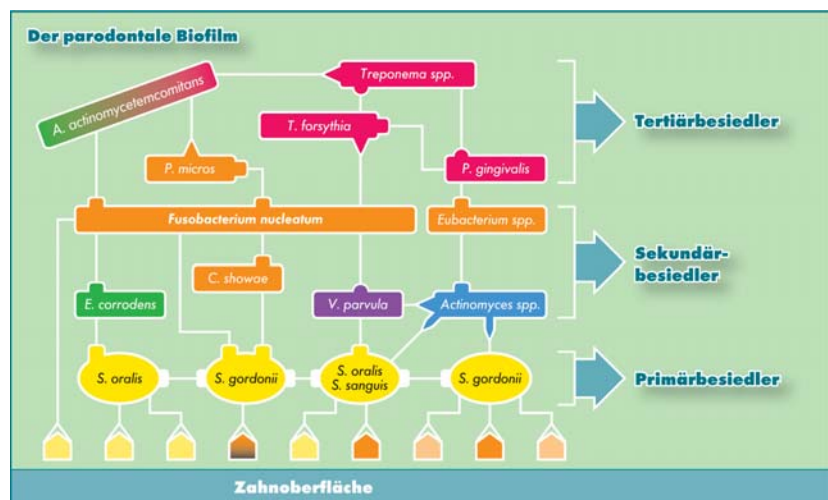 Der parodontale Biofilm
Treponema spp.
A. actinomycetemcomitans
T. forsythia
Tertiärbesiedler
P. micros
P. gingivalis
Fusobacterium nucleatum
Eubacterium spp.
Sekundär-
besiedler
C. showae
E. corrodens
V. parvula
Actinomyces spp.
S. oralis
S. gordonii
S. oralis
S. sanguis
S. gordonii
Primärbesiedler
Zahnoberfläche